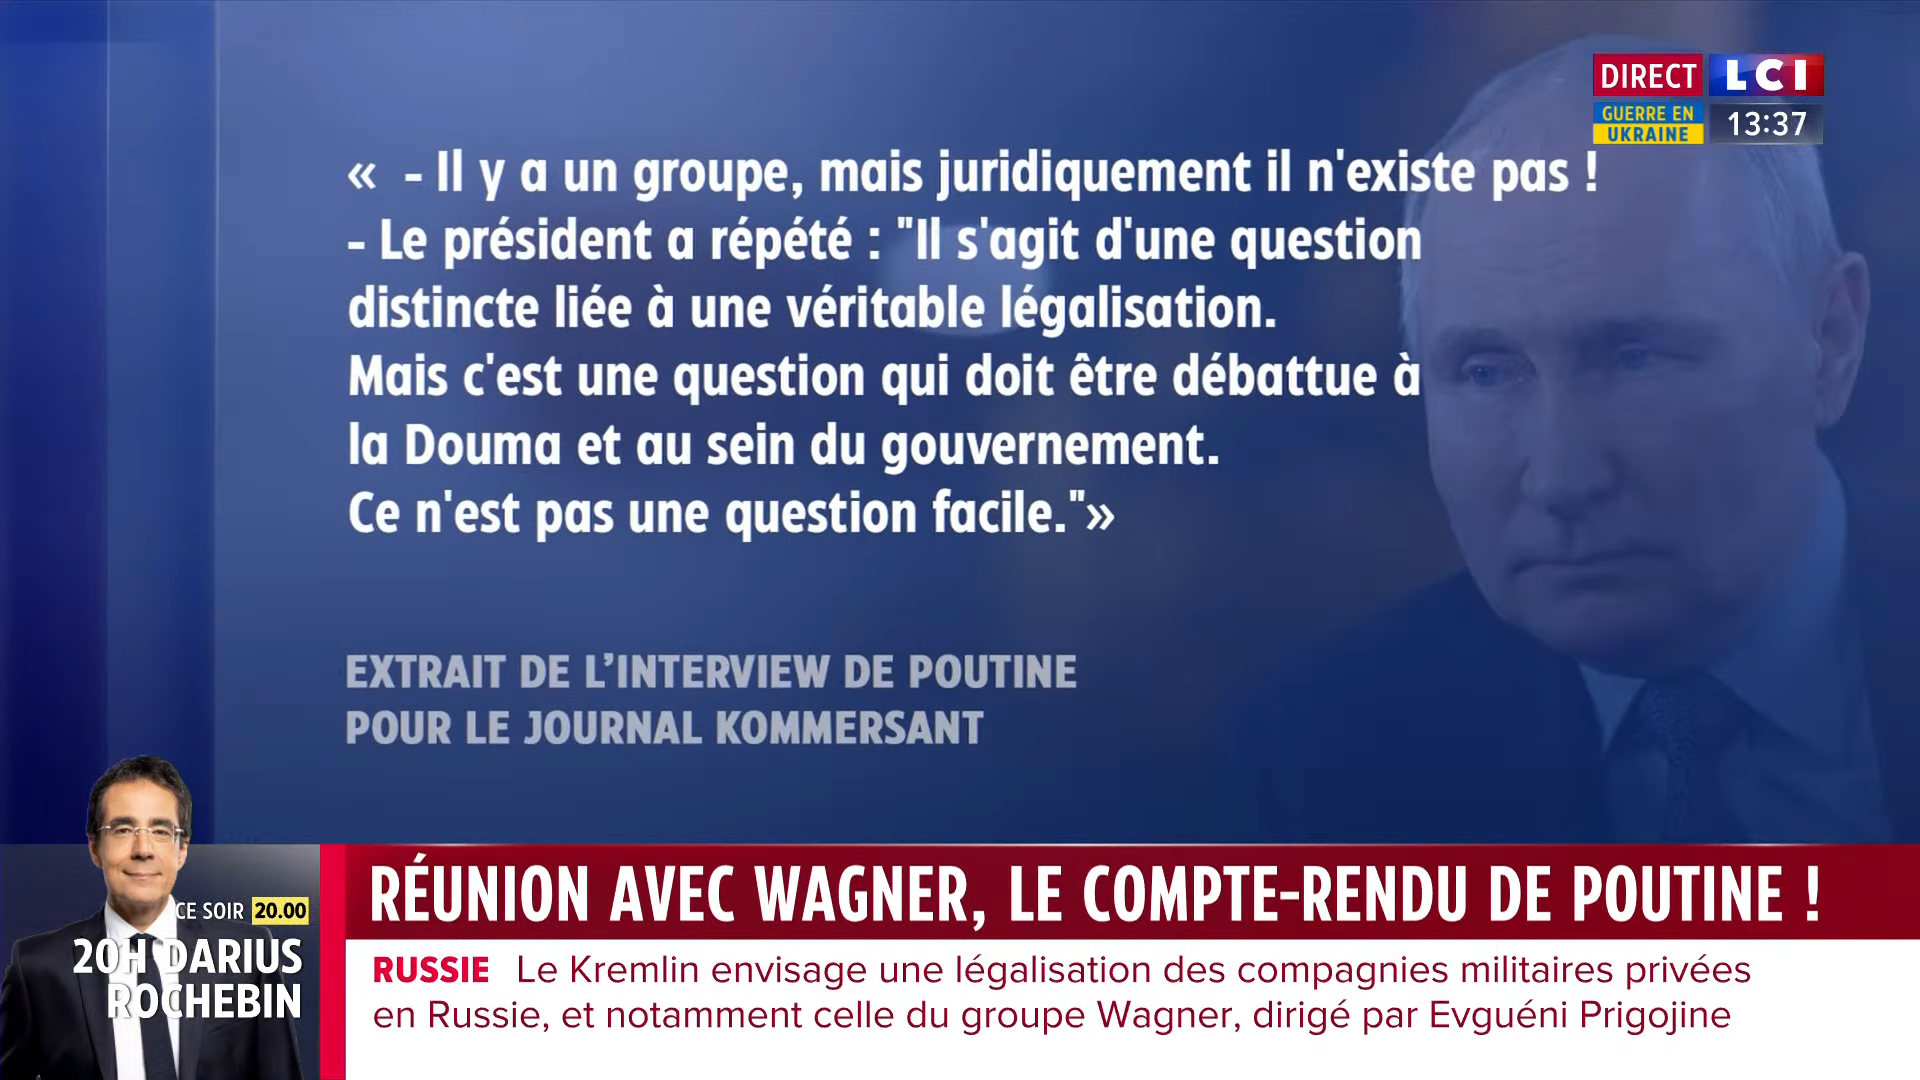 DIRECT LCI
GUERRE EN
UKRAINE 13:37
« - Il y a un groupe, mais juridiquement il n'existe pas !
- Le président a répété : "Il s'agit d'une question
distincte liée à une véritable légalisation.
Mais c'est une question qui doit être débattue à
la Douma et au sein du gouvernement.
Ce n'est pas une question facile."»
EXTRAIT DE L’INTERVIEW DE POUTINE
POUR LE JOURNAL KOMMERSANT
CE SOIR 20.00
20H DARIUS
ROCHEBIN
RÉUNION AVEC WAGNER, LE COMPTE-RENDU DE POUTINE !
RUSSIE Le Kremlin envisage une légalisation des compagnies militaires privées
en Russie, et notamment celle du groupe Wagner, dirigé par Evguéni Prigojine